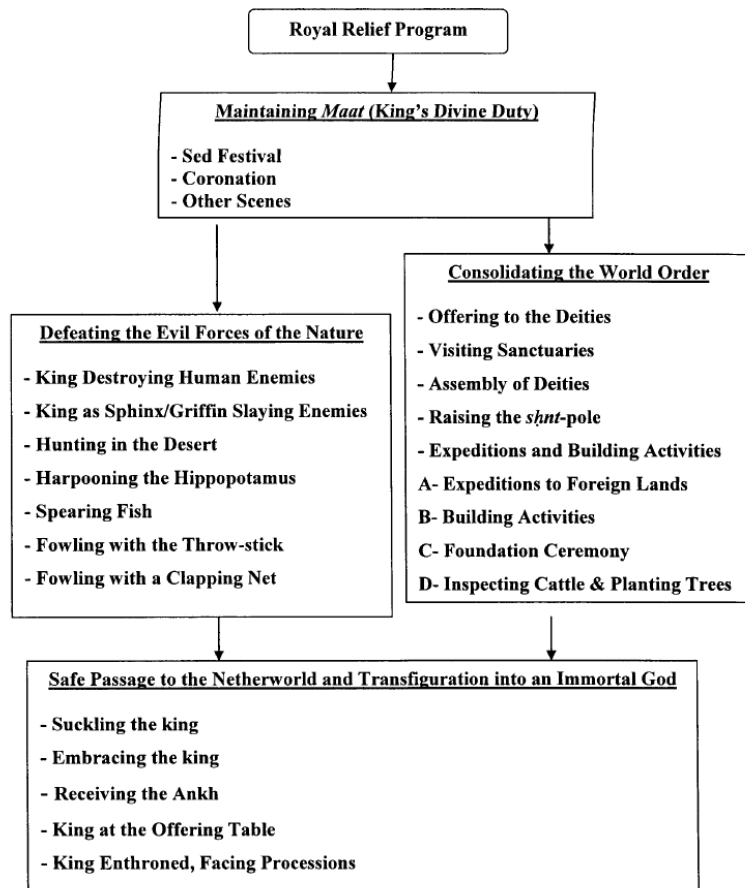 Royal Relief Program
Maintaining Maat (King's Divine Duty)
- Sed Festival
- Coronation
- Other Scenes
Defeating the Evil Forces of the Nature
- King Destroying Human Enemies
- King as Sphinx/Griffin Slaying Enemies
- Hunting in the Desert
- Harpooning the Hippopotamus
- Spearing Fish
- Fowling with the Throw-stick
- Fowling with a Clapping Net
Consolidating the World Order
- Offering to the Deities
- Visiting Sanctuaries
- Assembly of Deities
- Raising the sḥnt-pole
- Expeditions and Building Activities
A- Expeditions to Foreign Lands
B- Building Activities
C- Foundation Ceremony
D- Inspecting Cattle & Planting Trees
Safe Passage to the Netherworld and Transfiguration into an Immortal God
- Suckling the king
- Embracing the king
- Receiving the Ankh
- King at the Offering Table
- King Enthroned, Facing Processions